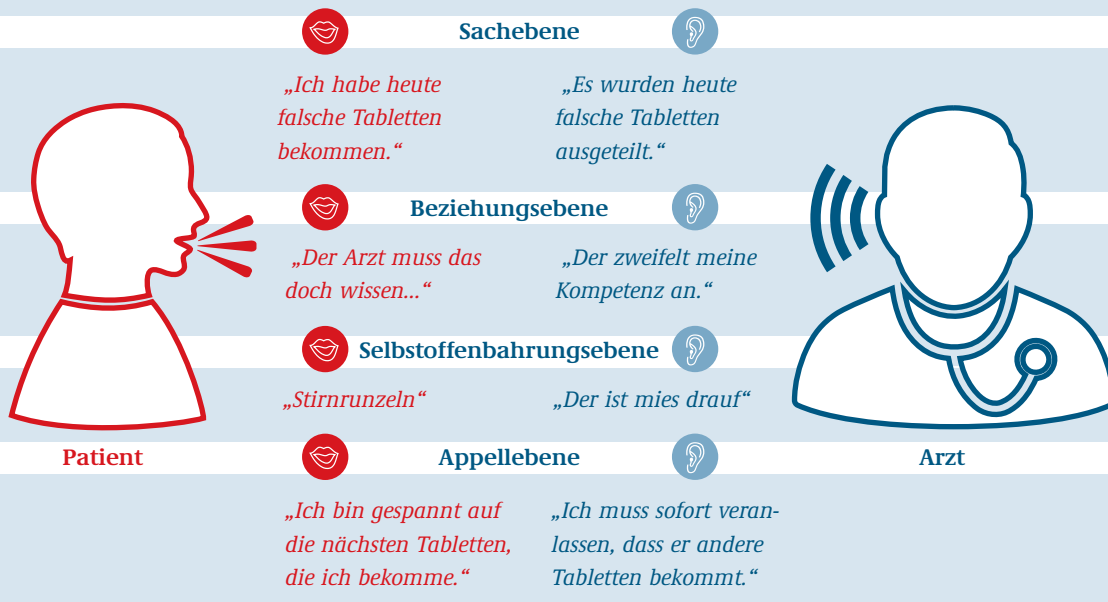 Sachebene
„Ich habe heute
falsche Tabletten
bekommen.“
„Es wurden heute
falsche Tabletten
ausgeteilt.“
Beziehungsebene
„Der Arzt muss das
doch wissen...“
„Der zweifelt meine
Kompetenz an.“
Selbstoffenbahrungsebene
„Stirnrunzeln“
„Der ist mies drauf“
Patient
Appellebene
Arzt
„Ich bin gespannt auf
die nächsten Tabletten,
die ich bekomme.“
„Ich muss sofort veran-
lassen, dass er andere
Tabletten bekommt.“